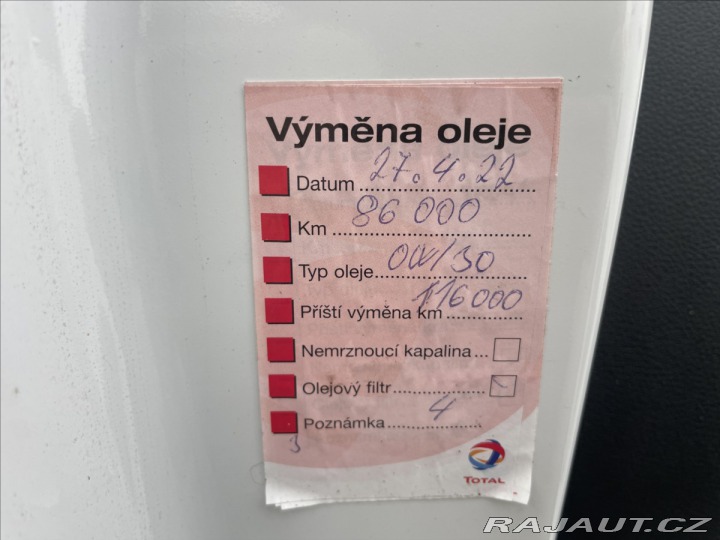 Výměna oleje
Datum 27.4.22
Km 86 000
Typ oleje 0W/30
Příští výměna km 116000
Nemrznoucí kapalina...
Olejový filtr
Poznámka 4
3
TOTAL
RAJAUT.CZ